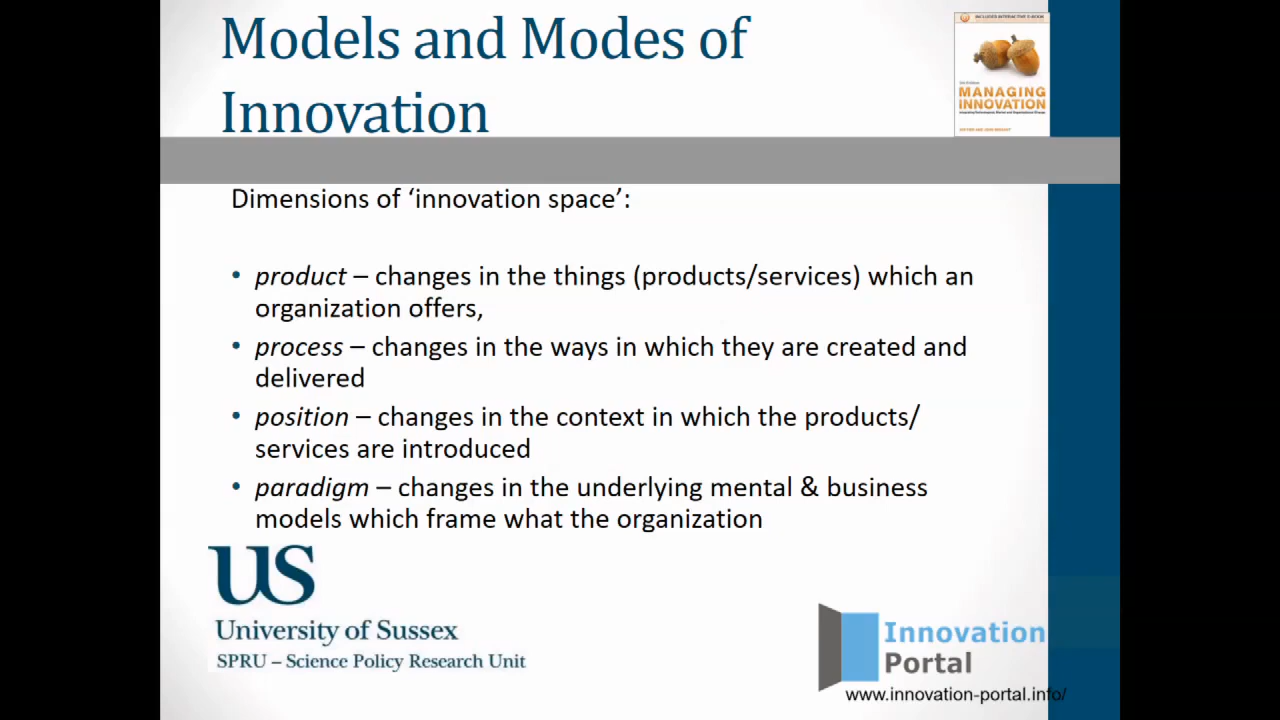 Models and Modes of
Innovation
MANAGING
INNOVATION
Dimensions of ‘innovation space’:
• product – changes in the things (products/services) which an
organization offers,
• process – changes in the ways in which they are created and
delivered
• position – changes in the context in which the products/
services are introduced
• paradigm – changes in the underlying mental & business
models which frame what the organization
US
University of Sussex
SPRU – Science Policy Research Unit
Innovation
Portal
www.innovation-portal.info/